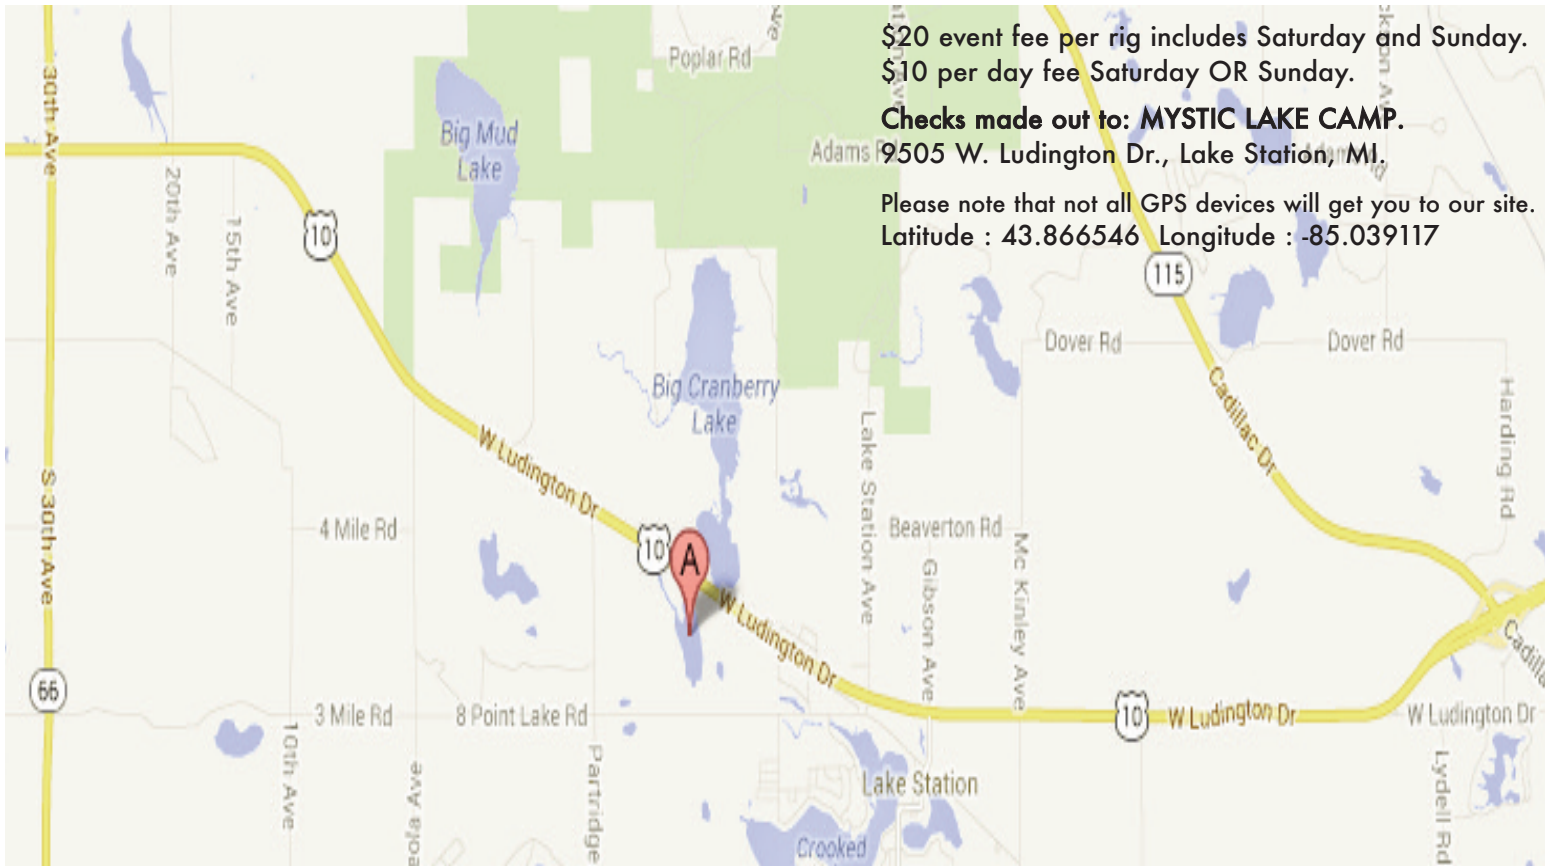 $20 event fee per rig includes Saturday and Sunday.
$10 per day fee Saturday OR Sunday.
Checks made out to: MYSTIC LAKE CAMP.
9505 W. Ludington Dr., Lake Station, MI.
Please note that not all GPS devices will get you to our site.
Latitude : 43.866546 Longitude : -85.039117
30th Ave
Poplar Rd
Big Mud
Lake
Adams Rd
20th Ave
15th Ave
10
115
Dover Rd
Dover Rd
Big Cranberry
Lake
Cadillac Dr
Harding Rd
W Ludington Dr
Lake Station Ave
S 30th Ave
4 Mile Rd
10
A
Beaverton Rd
Mc Kinley Ave
Gibson Ave
W Ludington Dr
66
3 Mile Rd
8 Point Lake Rd
10
W Ludington Dr
W Ludington Dr
10th Ave
Partridge
Lake Station
Lydell Rd
Crooked